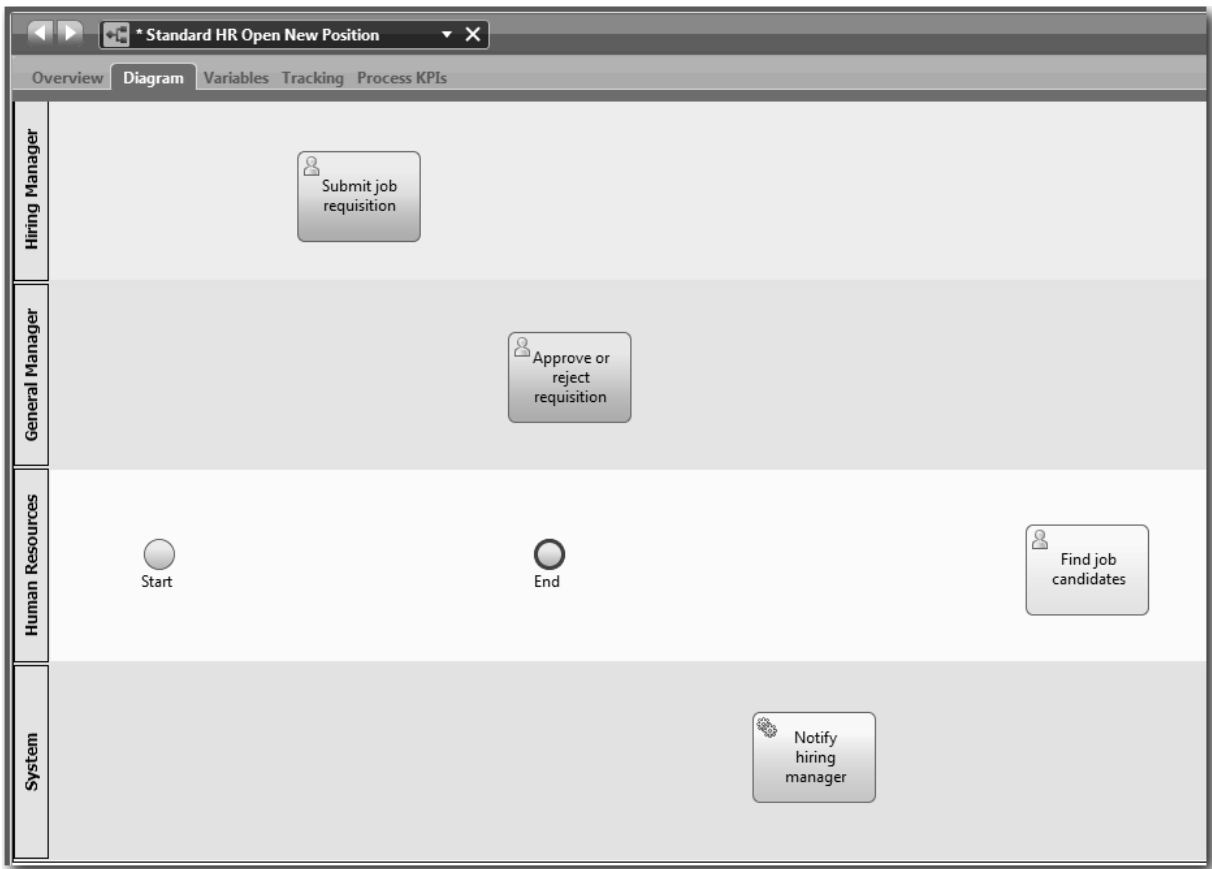 * Standard HR Open New Position
Overview Diagram Variables Tracking Process KPIs
Hiring Manager
Submit job
requisition
General Manager
Approve or
reject
requisition
Human Resources
Start
End
Find job
candidates
System
Notify
hiring
manager